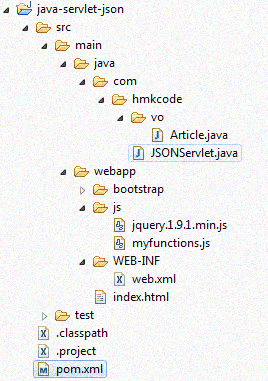 java-servlet-json
src
main
java
com
hmkcode
vo
Article.java
JSONServlet.java
webapp
bootstrap
js
jquery.1.9.1.min.js
myfunctions.js
WEB-INF
web.xml
index.html
test
.classpath
.project
pom.xml